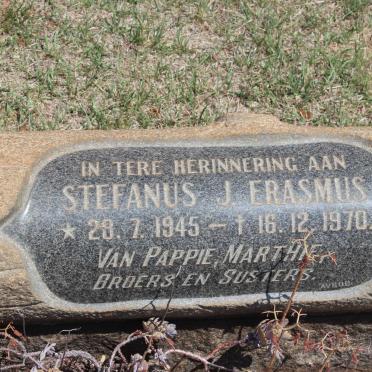 IN TERE HERINNERING AAN
STEFANUS J. ERASMUS
* 28.7.1945 — † 16.12.1970.
VAN PAPPIE, MARTHIE,
BROERS EN SUSTERS.